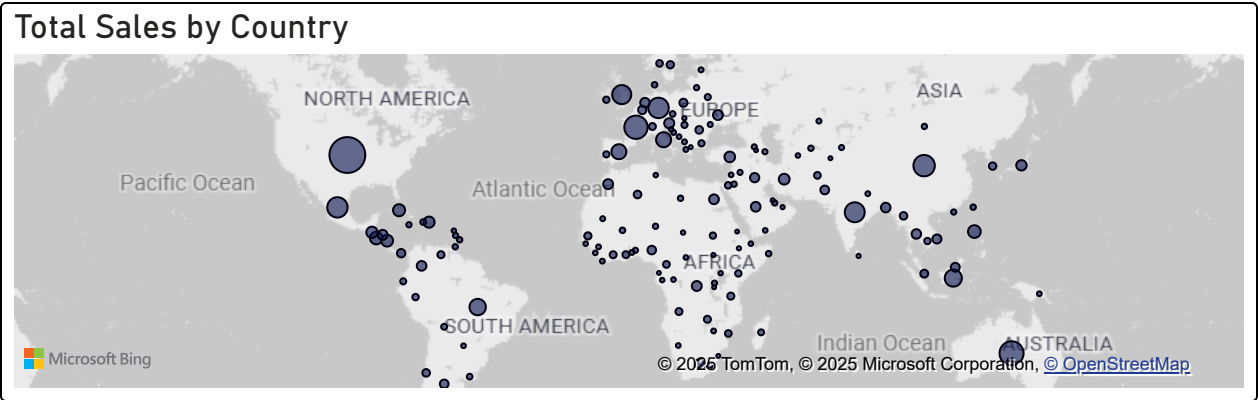 Total Sales by Country
NORTH AMERICA
ASIA
EUROPE
Pacific Ocean
Atlantic Ocean
AFRICA
SOUTH AMERICA
Indian Ocean
AUSTRALIA
Microsoft Bing
© 2025 TomTom, © 2025 Microsoft Corporation, © OpenStreetMap